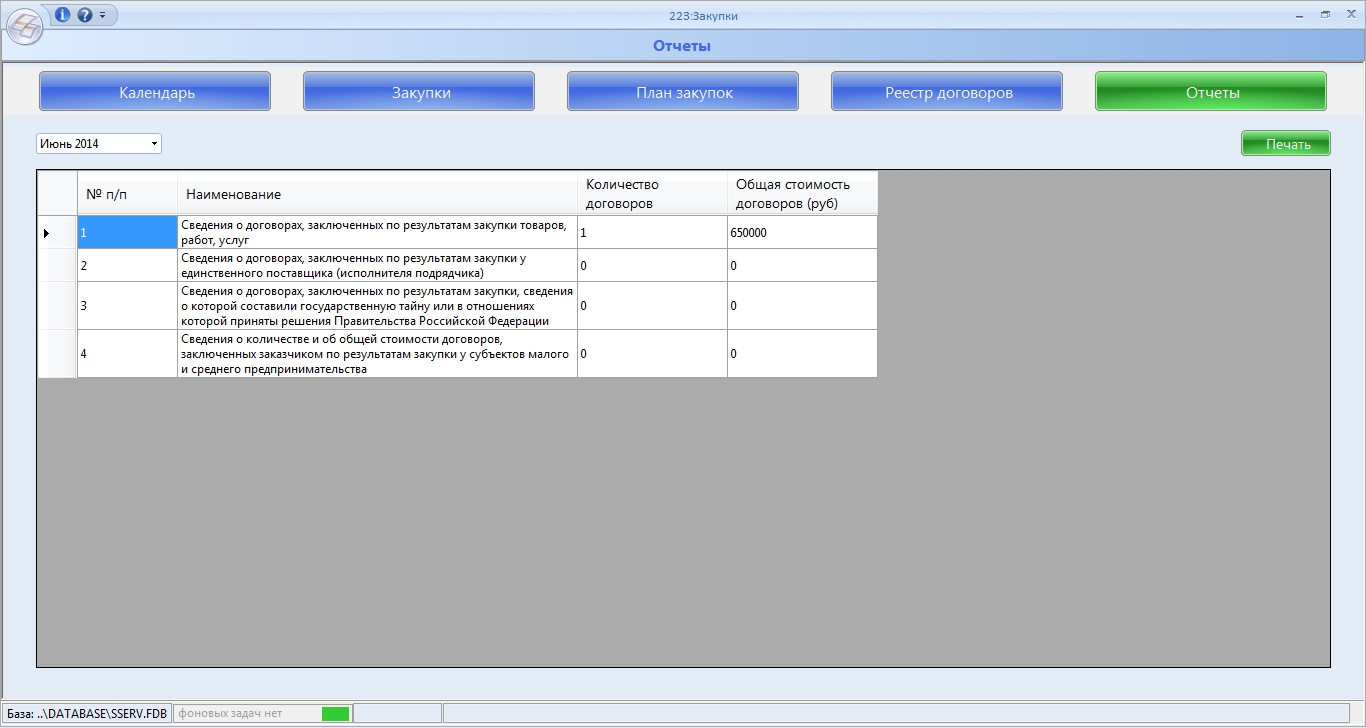 223:Закупки
Отчеты
Календарь
Закупки
План закупок
Реестр договоров
Отчеты
Июнь 2014
Печать
№ п/п
Наименование
Количество
договоров
Общая стоимость
договоров (руб)
1
Сведения о договорах, заключенных по результатам закупки товаров,
работ, услуг
1
650000
2
Сведения о договорах, заключенных по результатам закупки у
единственного поставщика (исполнителя подрядчика)
0
0
3
Сведения о договорах, заключенных по результатам закупки, сведения
о которой составили государственную тайну или в отношениях
которой приняты решения Правительства Российской Федерации
0
0
4
Сведения о количестве и об общей стоимости договоров,
заключенных заказчиком по результатам закупки у субъектов малого
и среднего предпринимательства
0
0
База: ..\DATABASE\SSERV.FDB
фоновых задач нет